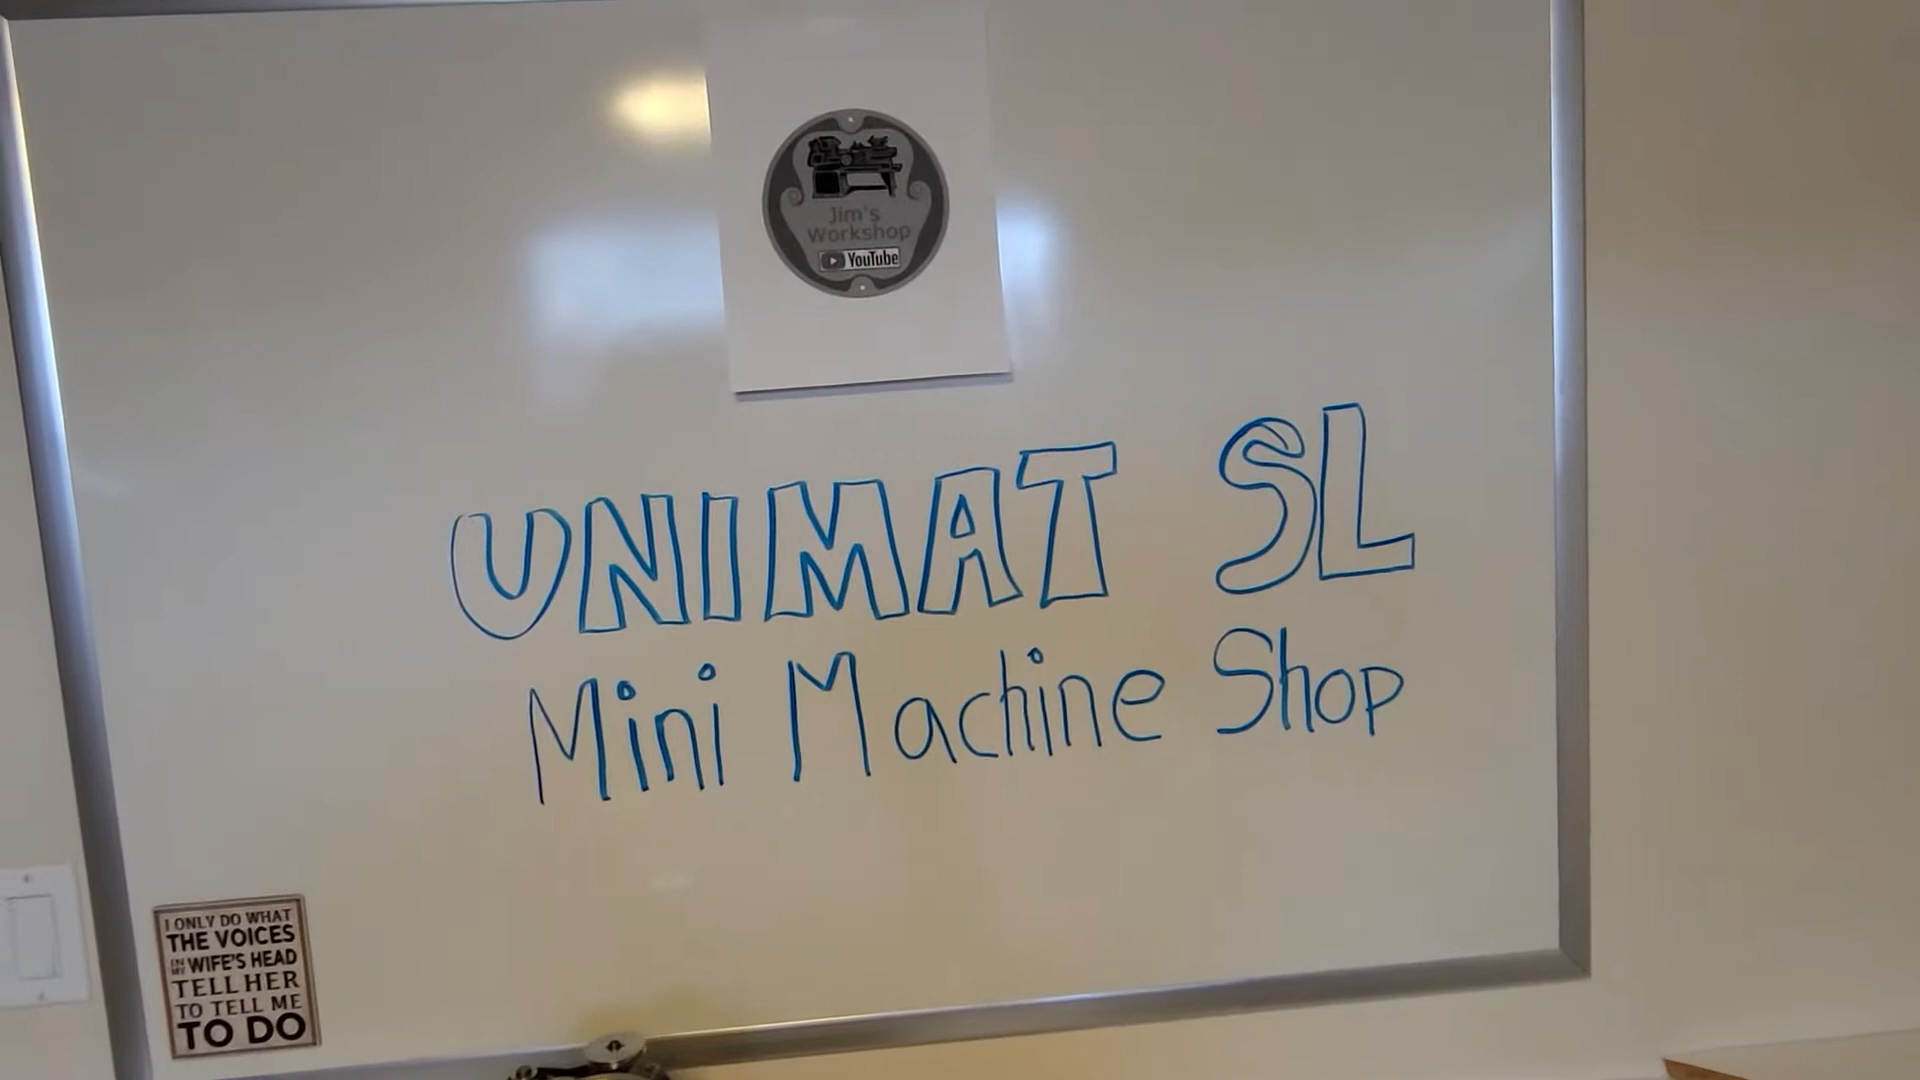 Jim's
Workshop
YouTube
UNIMAT SL
Mini Machine Shop
I ONLY DO WHAT
THE VOICES
IN MY WIFE'S HEAD
TELL HER
TO TELL ME
TO DO